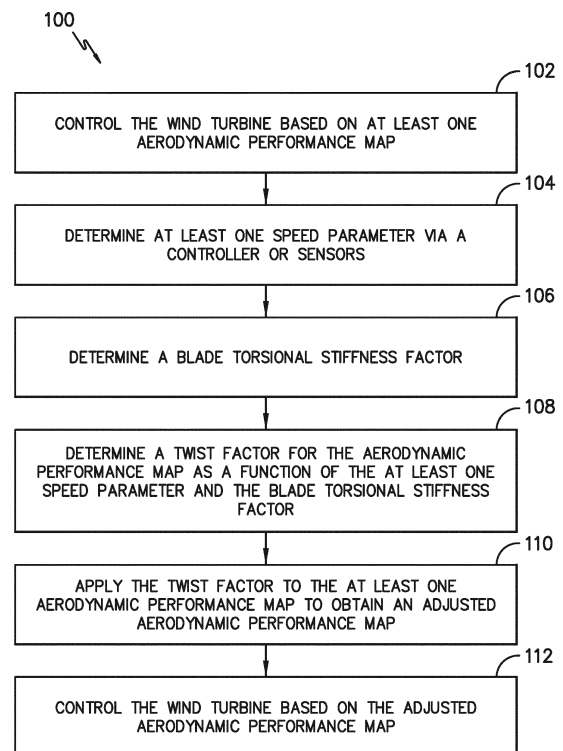 100
102
CONTROL THE WIND TURBINE BASED ON AT LEAST ONE
AERODYNAMIC PERFORMANCE MAP
104
DETERMINE AT LEAST ONE SPEED PARAMETER VIA A
CONTROLLER OR SENSORS
106
DETERMINE A BLADE TORSIONAL STIFFNESS FACTOR
108
DETERMINE A TWIST FACTOR FOR THE AERODYNAMIC
PERFORMANCE MAP AS A FUNCTION OF THE AT LEAST ONE
SPEED PARAMETER AND THE BLADE TORSIONAL STIFFNESS
FACTOR
110
APPLY THE TWIST FACTOR TO THE AT LEAST ONE
AERODYNAMIC PERFORMANCE MAP TO OBTAIN AN ADJUSTED
AERODYNAMIC PERFORMANCE MAP
112
CONTROL THE WIND TURBINE BASED ON THE ADJUSTED
AERODYNAMIC PERFORMANCE MAP